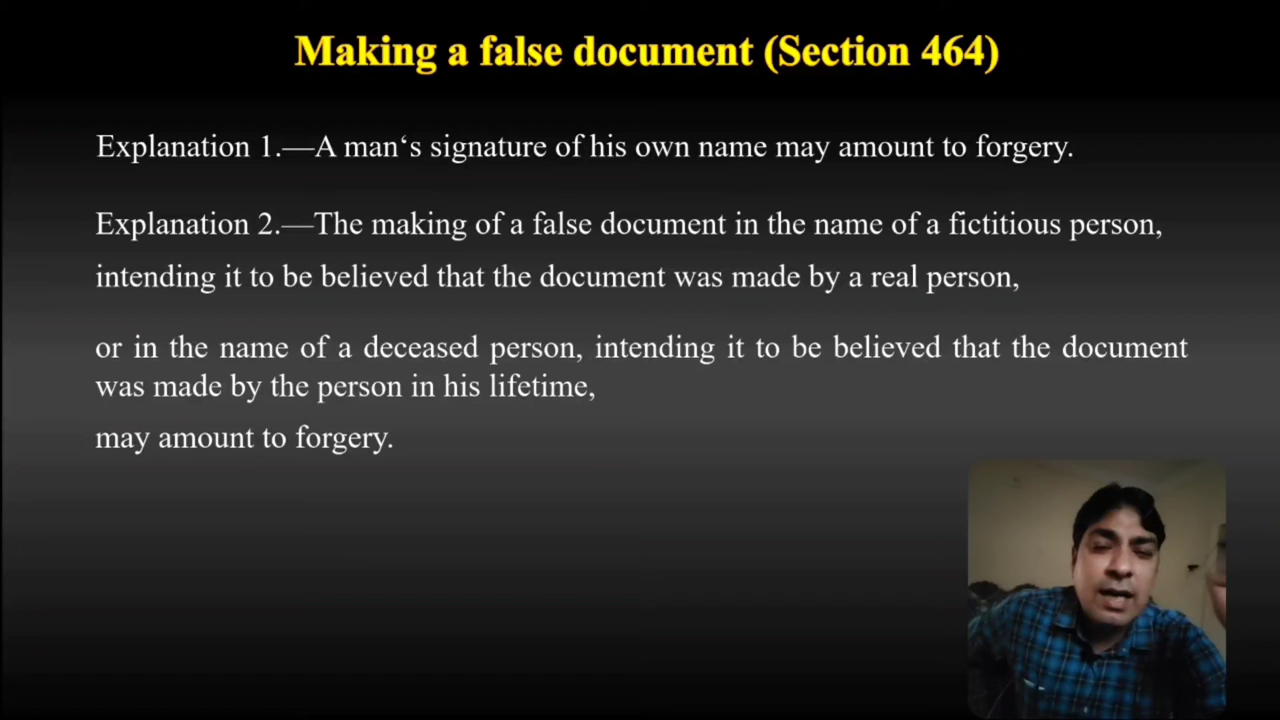 Making a false document (Section 464)
Explanation 1.—A man‘s signature of his own name may amount to forgery.
Explanation 2.—The making of a false document in the name of a fictitious person,
intending it to be believed that the document was made by a real person,
or in the name of a deceased person, intending it to be believed that the document
was made by the person in his lifetime,
may amount to forgery.